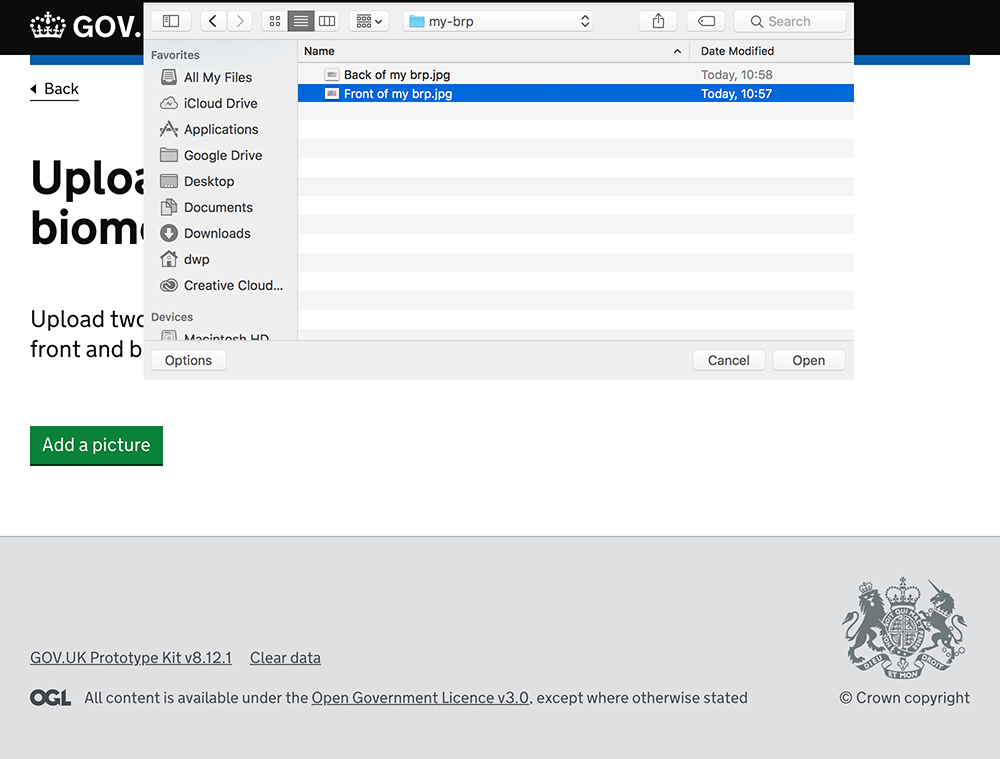 GOV.
my-brp
Search
Favorites
All My Files
iCloud Drive
Applications
Google Drive
Desktop
Documents
Downloads
dwp
Creative Cloud...
Devices
Macintosh HD
Name
Date Modified
Back of my brp.jpg Today, 10:58
Front of my brp.jpg Today, 10:57
Options
Cancel
Open
Back
Uploa
biome
Upload two
front and b
Add a picture
GOV.UK Prototype Kit v8.12.1 Clear data
OGL All content is available under the Open Government Licence v3.0, except where otherwise stated
DIEU ET MON DROIT
© Crown copyright